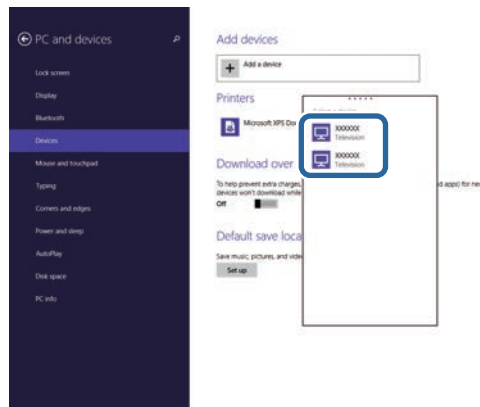 PC and devices
Lock screen
Display
Bluetooth
Devices
Mouse and touchpad
Typing
Corners and edges
Power and sleep
AutoPlay
Disk space
PC info
Add devices
Add a device
Printers
Microsoft XPS Do
Download over
To help prevent extra charges,
d apps) for ne
devices won't download while
Off
Default save loca
Save music, pictures, and vide
Set up
XXXXXX
Television
XXXXXX
Television